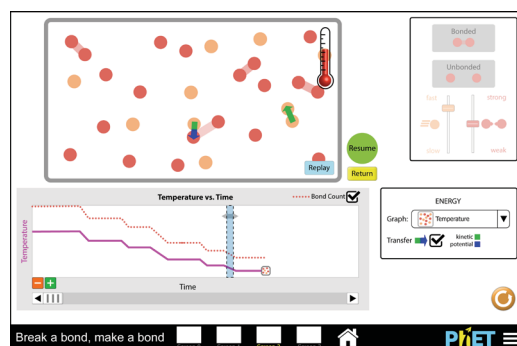 Bonded
Unbonded
fast
strong
slow
weak
Resume
Replay
Return
Temperature vs. Time
Bond Count
Temperature
Time
ENERGY
Graph:
Temperature
Transfer
kinetic
potential
Break a bond, make a bond
PhET